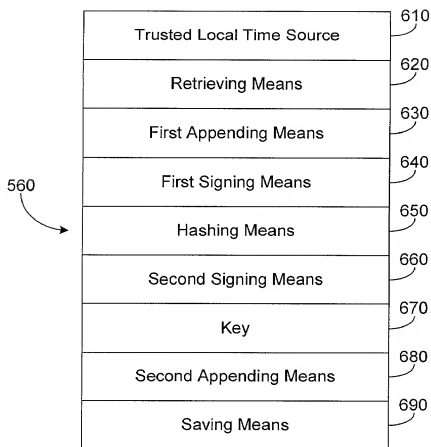 610
Trusted Local Time Source
620
Retrieving Means
630
First Appending Means
640
First Signing Means
560
650
Hashing Means
660
Second Signing Means
670
Key
680
Second Appending Means
690
Saving Means